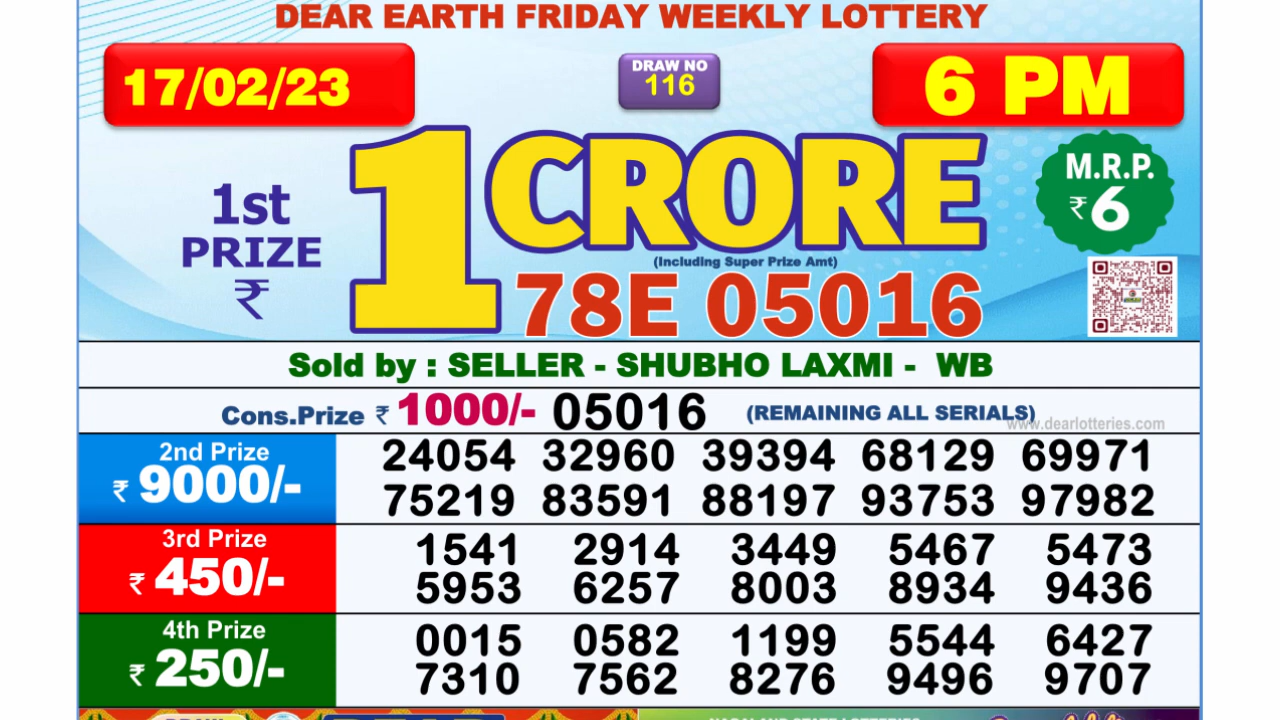 DEAR EARTH FRIDAY WEEKLY LOTTERY
17/02/23
DRAW NO
116
6 PM
1st
PRIZE
₹
1 CRORE
(Including Super Prize Amt)
M.R.P.
₹ 6
78E 05016
Sold by : SELLER - SHUBHO LAXMI - WB
Cons.Prize ₹ 1000/- 05016 (REMAINING ALL SERIALS)
www.dearlotteries.com
2nd Prize
₹ 9000/-
24054 32960 39394 68129 69971
75219 83591 88197 93753 97982
3rd Prize
₹ 450/-
1541 2914 3449 5467 5473
5953 6257 8003 8934 9436
4th Prize
₹ 250/-
0015 0582 1199 5544 6427
7310 7562 8276 9496 9707